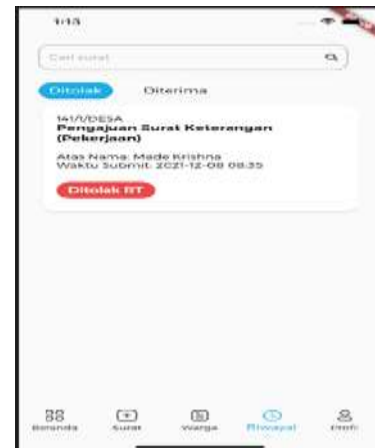 1:13
Cari surat
Ditolak Diterima
141/1/DESA
Pengajuan Surat Keterangan
(Pekerjaan)
Atas Nama: Made Krishna
Waktu Submit: 2021-12-08 08:35
Ditolak RT
Beranda Surat Warga Riwayat Profil